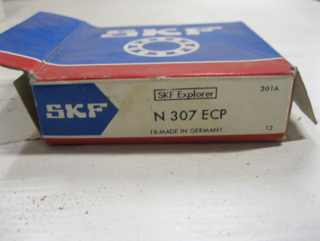 SKF
SKF
SKF Explorer
201A
N 307 ECP
18-MADE IN GERMANY
12